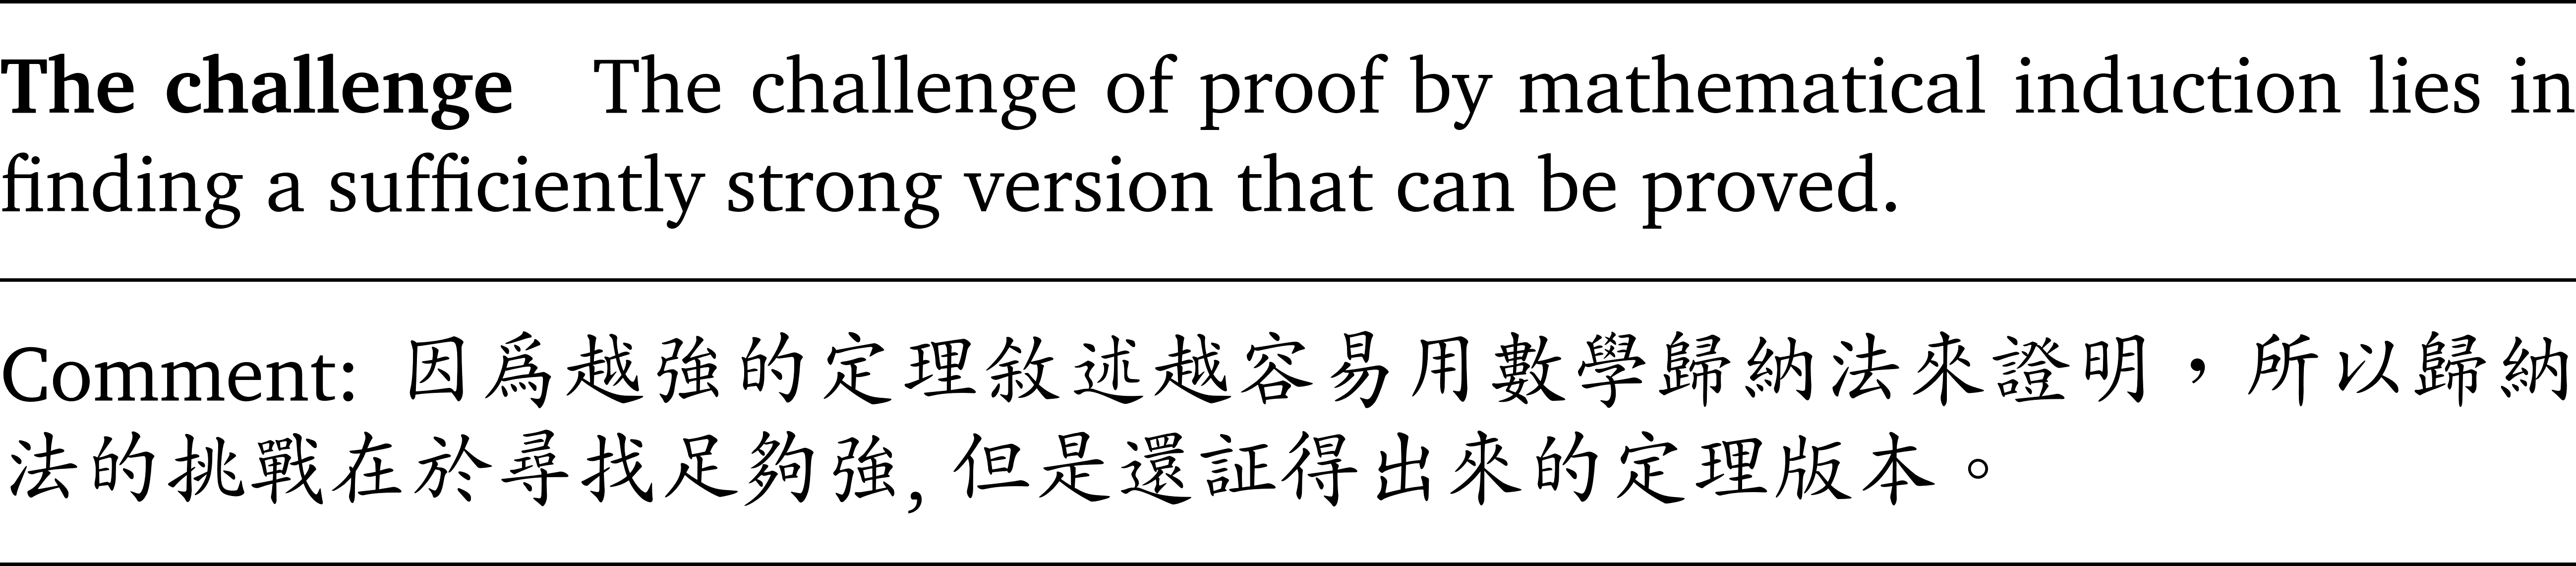 The challenge The challenge of proof by mathematical induction lies in
finding a sufficiently strong version that can be proved.
Comment: 因爲越強的定理敘述越容易用數學歸納法來證明，所以歸納
法的挑戰在於尋找足夠強, 但是還証得出來的定理版本。